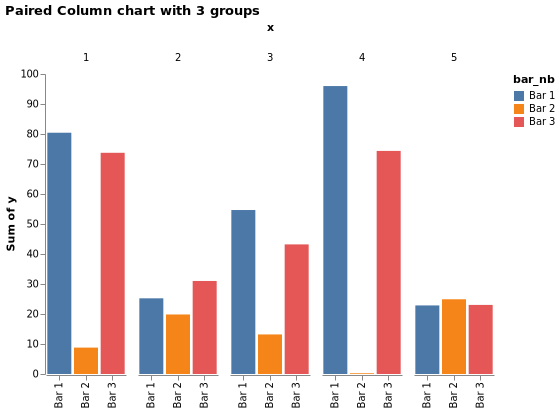 Paired Column chart with 3 groups
x
1 2 3 4 5
Sum of y
100
90
80
70
60
50
40
30
20
10
0
Bar 1 Bar 2 Bar 3 Bar 1 Bar 2 Bar 3 Bar 1 Bar 2 Bar 3 Bar 1 Bar 2 Bar 3 Bar 1 Bar 2 Bar 3
bar_nb
Bar 1
Bar 2
Bar 3